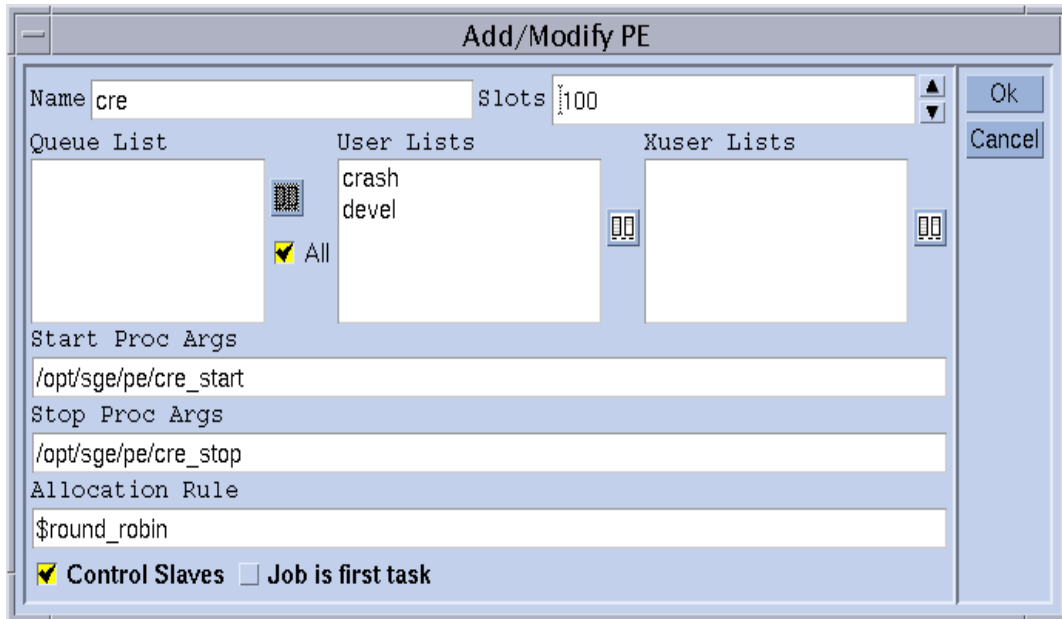 Add/Modify PE
Name cre Slots 100 Ok
Queue List User Lists Xuser Lists Cancel
crash
devel
All
Start Proc Args
/opt/sge/pe/cre_start
Stop Proc Args
/opt/sge/pe/cre_stop
Allocation Rule
$round_robin
Control Slaves Job is first task